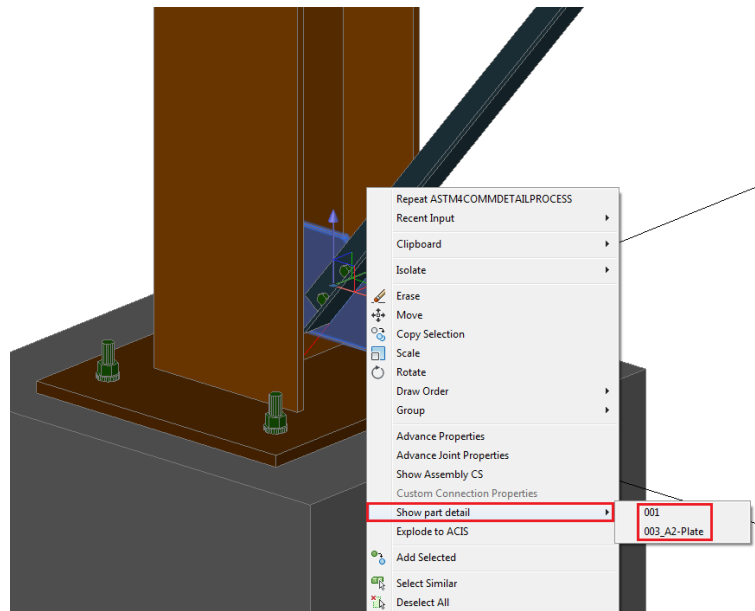 Repeat ASTM4COMMDETAILPROCESS
Recent Input
Clipboard
Isolate
Erase
Move
Copy Selection
Scale
Rotate
Draw Order
Group
Advance Properties
Advance Joint Properties
Show Assembly CS
Custom Connection Properties
Show part detail
001
003_A2-Plate
Explode to ACIS
Add Selected
Select Similar
Deselect All